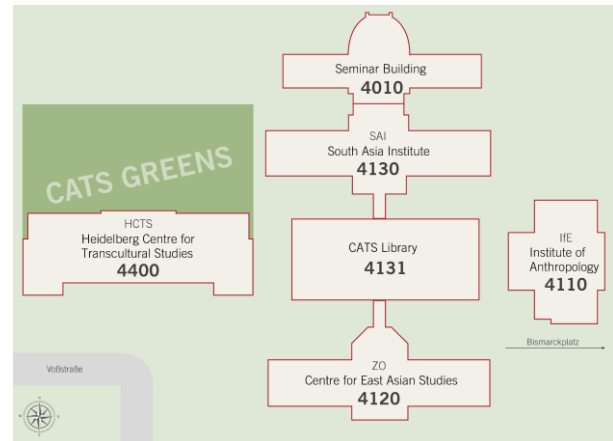 Seminar Building
4010
SAI
South Asia Institute
4130
CATS GREENS
HCTS
Heidelberg Centre for
Transcultural Studies
4400
CATS Library
4131
IfE
Institute of
Anthropology
4110
Bismarckplatz
Voßstraße
ZO
Centre for East Asian Studies
4120